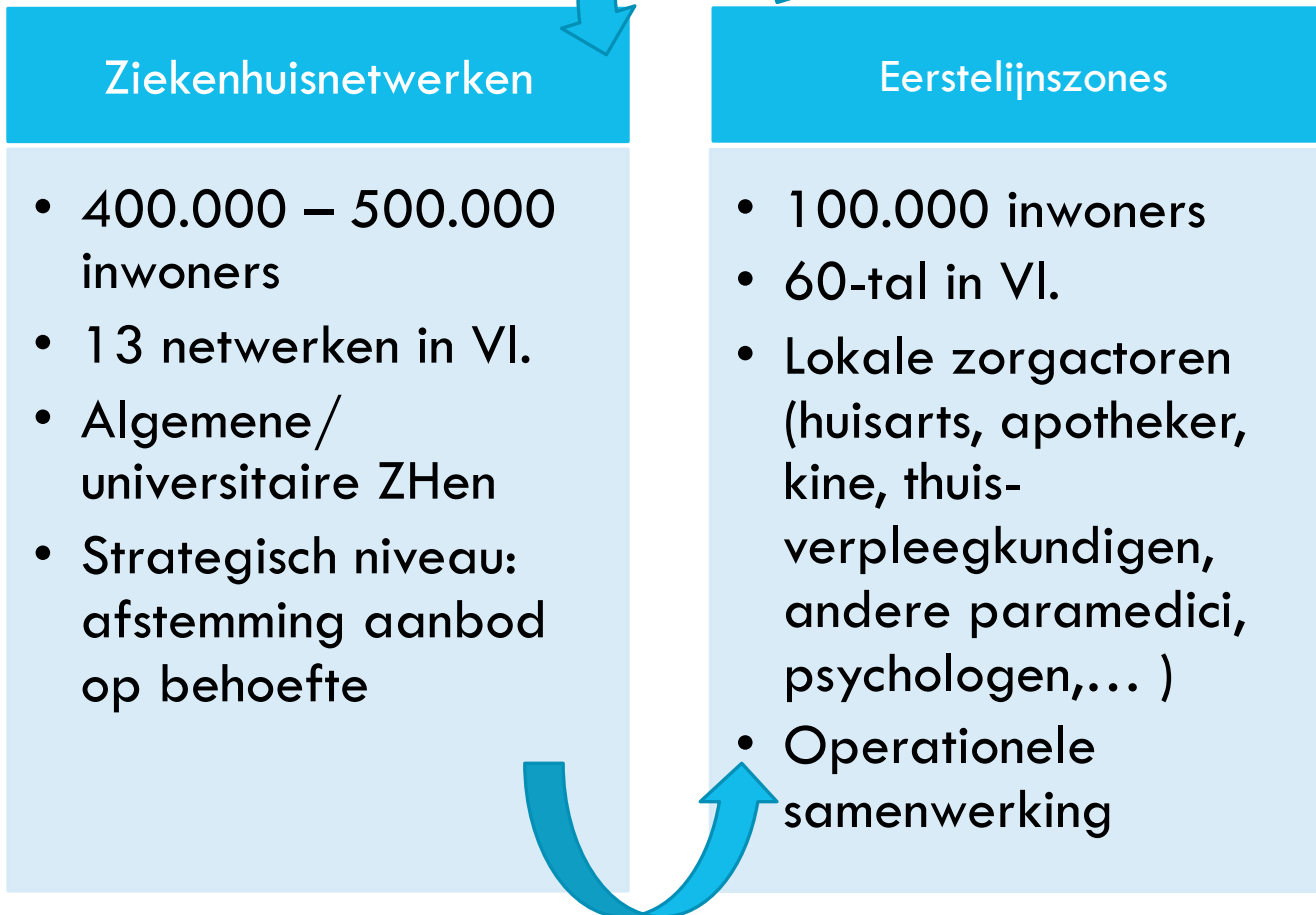 Ziekenhuisnetwerken
• 400.000 – 500.000
inwoners
• 13 netwerken in Vl.
• Algemene/
universitaire ZHen
• Strategisch niveau:
afstemming aanbod
op behoefte
Eerstelijnszones
• 100.000 inwoners
• 60-tal in Vl.
• Lokale zorgactoren
(huisarts, apotheker,
kine, thuis-
verpleegkundigen,
andere paramedici,
psychologen,… )
• Operationele
samenwerking